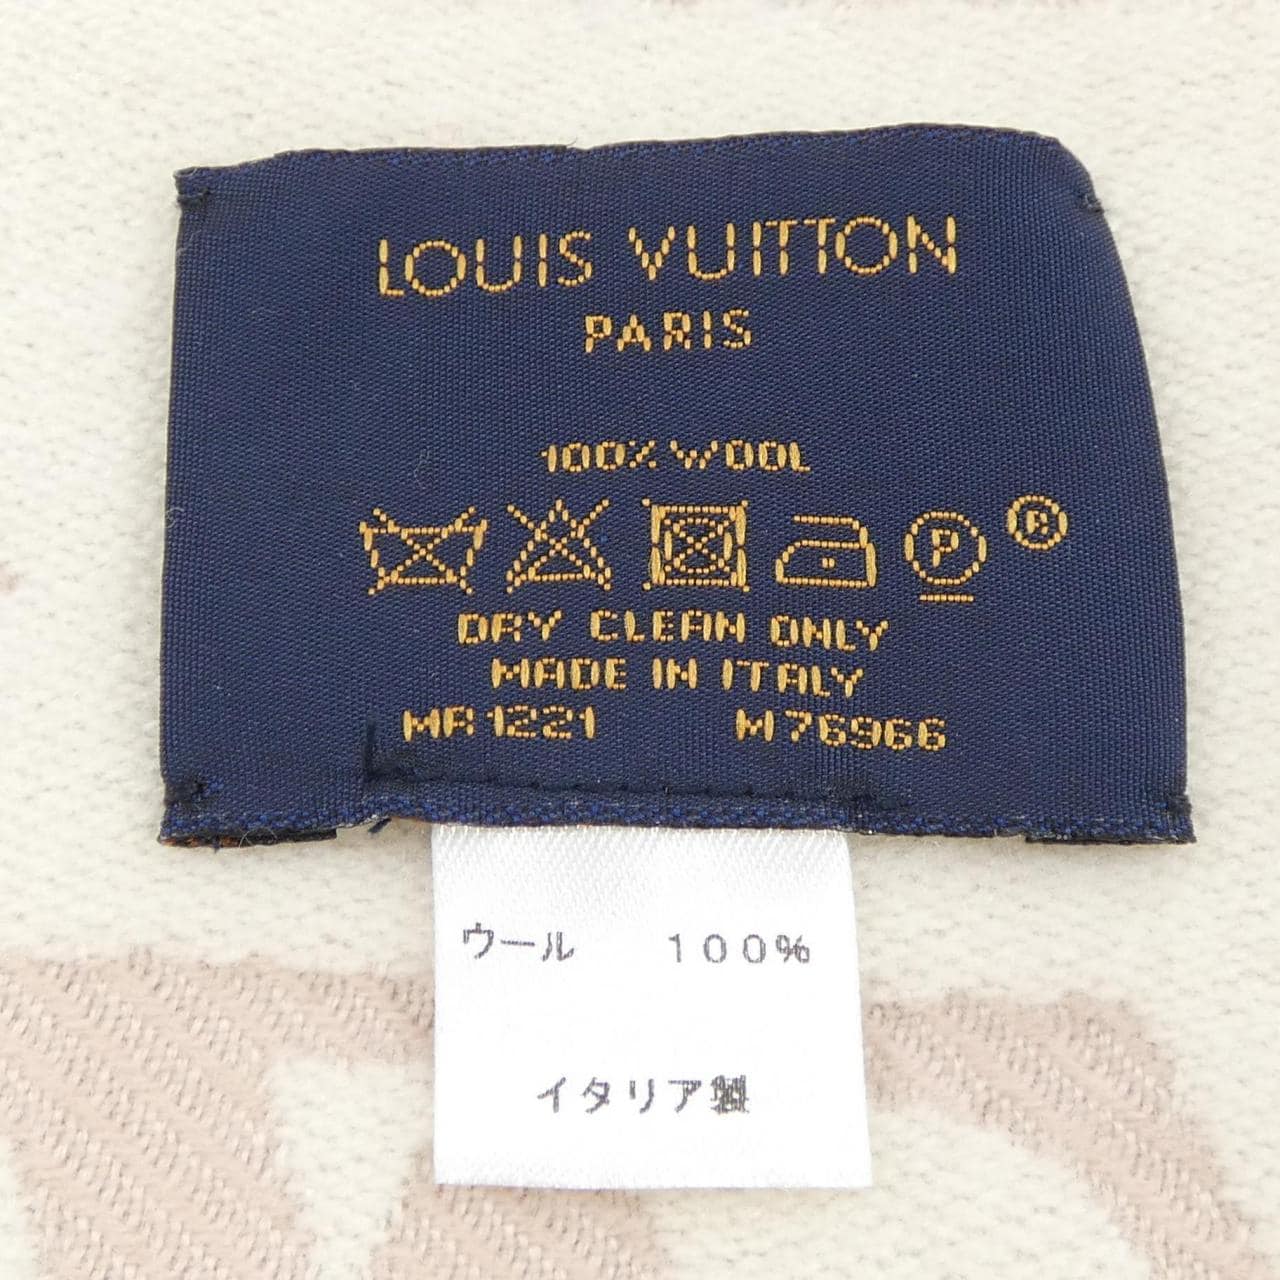 LOUIS VUITTON
PARIS
100% WOOL
P ®
DRY CLEAN ONLY
MADE IN ITALY
MR1221 M76966
ウール 100%
イタリア製